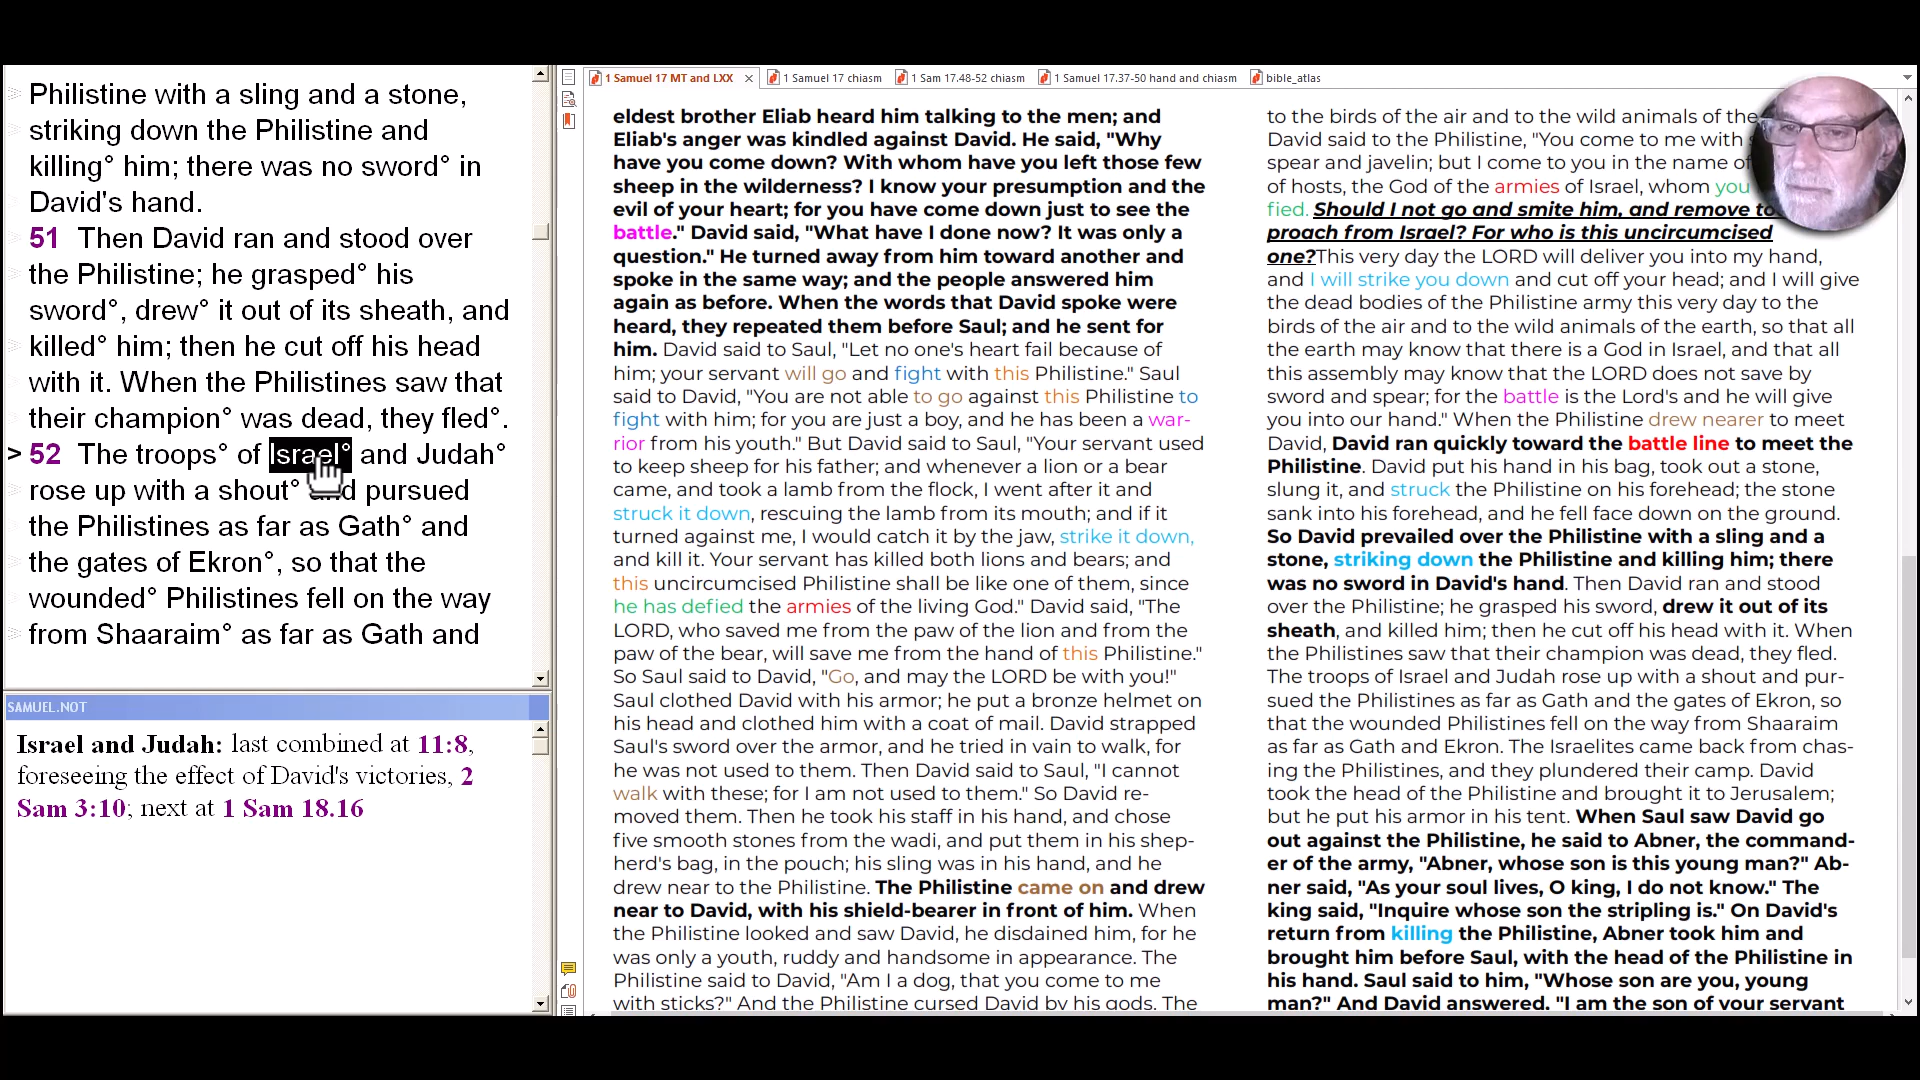 Philistine with a sling and a stone,
striking down the Philistine and
killing° him; there was no sword° in
David's hand.
51 Then David ran and stood over
the Philistine; he grasped° his
sword°, drew° it out of its sheath, and
killed° him; then he cut off his head
with it. When the Philistines saw that
their champion° was dead, they fled°.
> 52 The troops° of Israel° and Judah°
rose up with a shout° and pursued
the Philistines as far as Gath° and
the gates of Ekron°, so that the
wounded° Philistines fell on the way
from Shaaraim° as far as Gath and
SAMUEL.NOT
Israel and Judah: last combined at 11:8,
foreseeing the effect of David's victories, 2
Sam 3:10; next at 1 Sam 18.16
1 Samuel 17 MT and LXX
1 Samuel 17 chiasm
1 Sam 17.48-52 chiasm
1 Samuel 17.37-50 hand and chiasm
bible_atlas
eldest brother Eliab heard him talking to the men; and
Eliab's anger was kindled against David. He said, "Why
have you come down? With whom have you left those few
sheep in the wilderness? I know your presumption and the
evil of your heart; for you have come down just to see the
battle." David said, "What have I done now? It was only a
question." He turned away from him toward another and
spoke in the same way; and the people answered him
again as before. When the words that David spoke were
heard, they repeated them before Saul; and he sent for
him. David said to Saul, "Let no one's heart fail because of
him; your servant will go and fight with this Philistine." Saul
said to David, "You are not able to go against this Philistine to
fight with him; for you are just a boy, and he has been a war-
rior from his youth." But David said to Saul, "Your servant used
to keep sheep for his father; and whenever a lion or a bear
came, and took a lamb from the flock, I went after it and
struck it down, rescuing the lamb from its mouth; and if it
turned against me, I would catch it by the jaw, strike it down,
and kill it. Your servant has killed both lions and bears; and
this uncircumcised Philistine shall be like one of them, since
he has defied the armies of the living God." David said, "The
LORD, who saved me from the paw of the lion and from the
paw of the bear, will save me from the hand of this Philistine."
So Saul said to David, "Go, and may the LORD be with you!"
Saul clothed David with his armor; he put a bronze helmet on
his head and clothed him with a coat of mail. David strapped
Saul's sword over the armor, and he tried in vain to walk, for
he was not used to them. Then David said to Saul, "I cannot
walk with these; for I am not used to them." So David re-
moved them. Then he took his staff in his hand, and chose
five smooth stones from the wadi, and put them in his shep-
herd's bag, in the pouch; his sling was in his hand, and he
drew near to the Philistine. The Philistine came on and drew
near to David, with his shield-bearer in front of him. When
the Philistine looked and saw David, he disdained him, for he
was only a youth, ruddy and handsome in appearance. The
Philistine said to David, "Am I a dog, that you come to me
with sticks?" And the Philistine cursed David by his gods. The
to the birds of the air and to the wild animals of the
David said to the Philistine, "You come to me with
spear and javelin; but I come to you in the name of
of hosts, the God of the armies of Israel, whom you
fied. Should I not go and smite him, and remove to
proach from Israel? For who is this uncircumcised
one?This very day the LORD will deliver you into my hand,
and I will strike you down and cut off your head; and I will give
the dead bodies of the Philistine army this very day to the
birds of the air and to the wild animals of the earth, so that all
the earth may know that there is a God in Israel, and that all
this assembly may know that the LORD does not save by
sword and spear; for the battle is the Lord's and he will give
you into our hand." When the Philistine drew nearer to meet
David, David ran quickly toward the battle line to meet the
Philistine. David put his hand in his bag, took out a stone,
slung it, and struck the Philistine on his forehead; the stone
sank into his forehead, and he fell face down on the ground.
So David prevailed over the Philistine with a sling and a
stone, striking down the Philistine and killing him; there
was no sword in David's hand. Then David ran and stood
over the Philistine; he grasped his sword, drew it out of its
sheath, and killed him; then he cut off his head with it. When
the Philistines saw that their champion was dead, they fled.
The troops of Israel and Judah rose up with a shout and pur-
sued the Philistines as far as Gath and the gates of Ekron, so
that the wounded Philistines fell on the way from Shaaraim
as far as Gath and Ekron. The Israelites came back from chas-
ing the Philistines, and they plundered their camp. David
took the head of the Philistine and brought it to Jerusalem;
but he put his armor in his tent. When Saul saw David go
out against the Philistine, he said to Abner, the command-
er of the army, "Abner, whose son is this young man?" Ab-
ner said, "As your soul lives, O king, I do not know." The
king said, "Inquire whose son the stripling is." On David's
return from killing the Philistine, Abner took him and
brought him before Saul, with the head of the Philistine in
his hand. Saul said to him, "Whose son are you, young
man?" And David answered, "I am the son of your servant